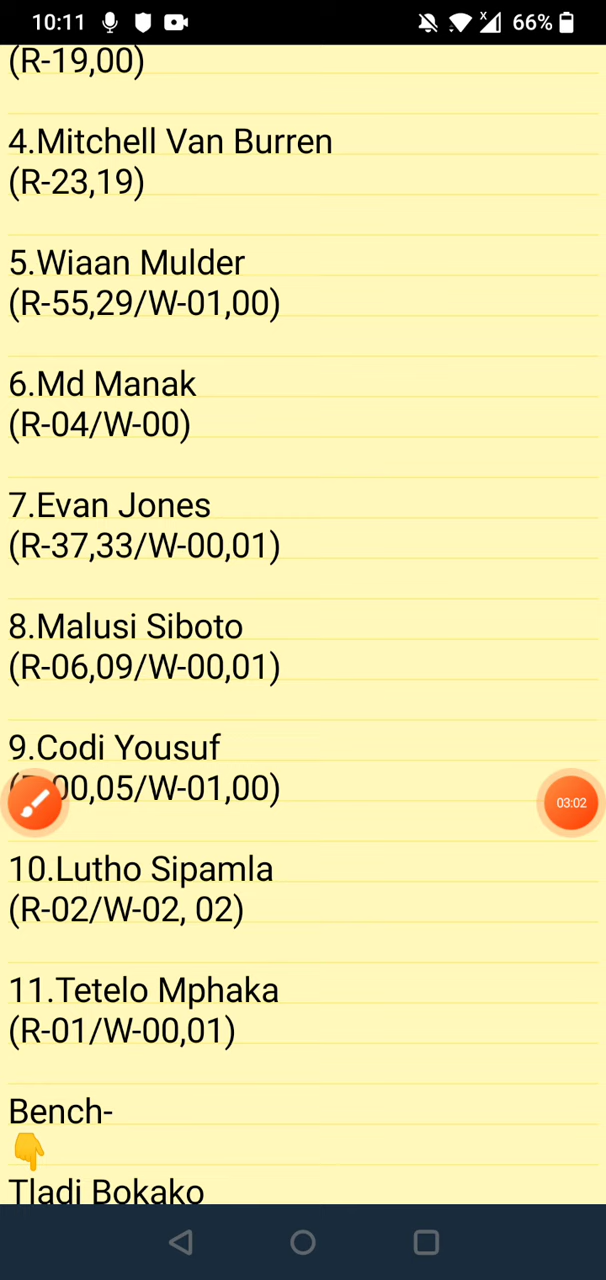 10:11
x
66%
(R-19,00)
4.Mitchell Van Burren
(R-23,19)
5.Wiaan Mulder
(R-55,29/W-01,00)
6.Md Manak
(R-04/W-00)
7.Evan Jones
(R-37,33/W-00,01)
8.Malusi Siboto
(R-06,09/W-00,01)
9.Codi Yousuf
00,05/W-01,00)
03:02
10.Lutho Sipamla
(R-02/W-02, 02)
11.Tetelo Mphaka
(R-01/W-00,01)
Bench-
👇
Tladi Bokako